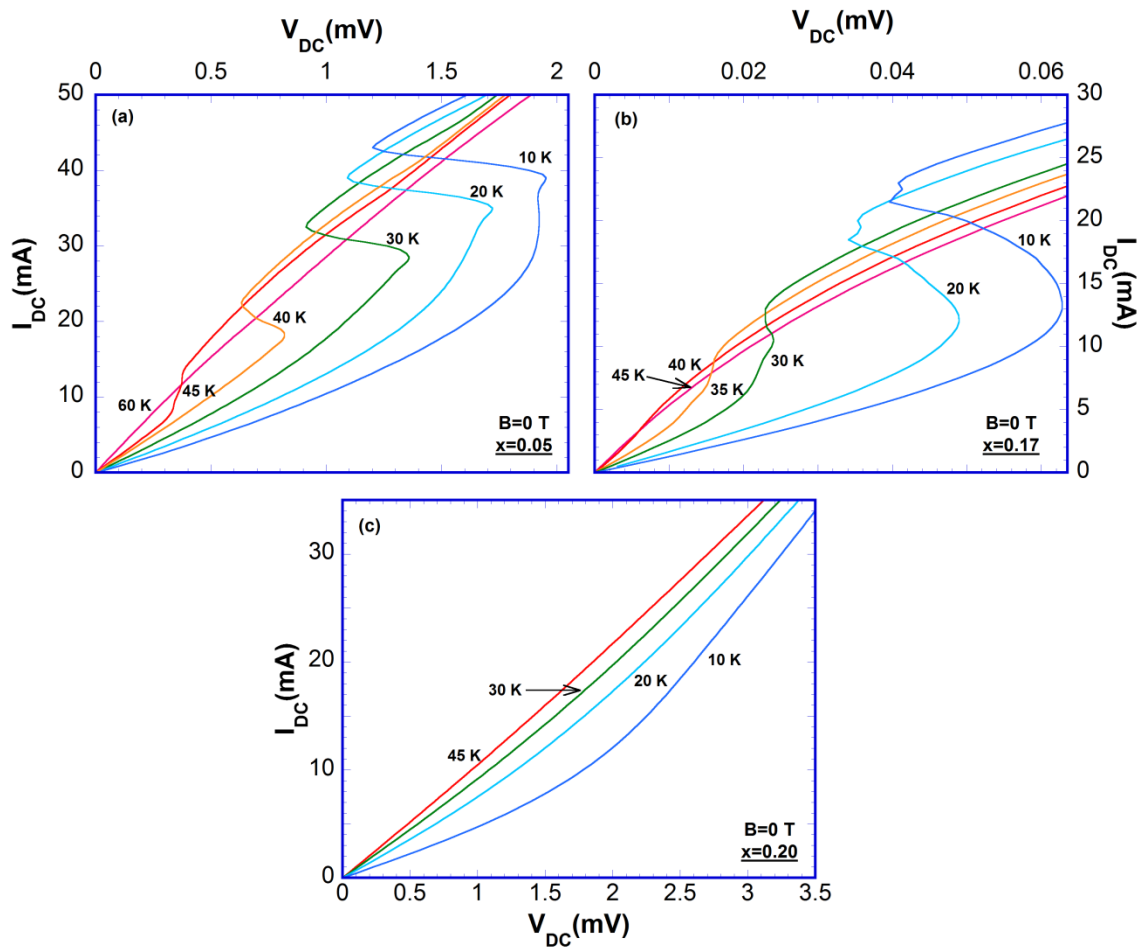 V_DC(mV)
0 0.5 1 1.5 2
50
40
30
20
10
0
I_DC(mA)
(a)
10 K
20 K
30 K
40 K
60 K
45 K
B=0 T
x=0.05
V_DC(mV)
0 0.02 0.04 0.06
30
25
20
15
10
5
0
I_DC(mA)
(b)
10 K
20 K
40 K
45 K
30 K
35 K
B=0 T
x=0.17
(c)
30
20
10
0
I_DC(mA)
10 K
30 K
20 K
45 K
B=0 T
x=0.20
0 0.5 1 1.5 2 2.5 3 3.5
V_DC(mV)